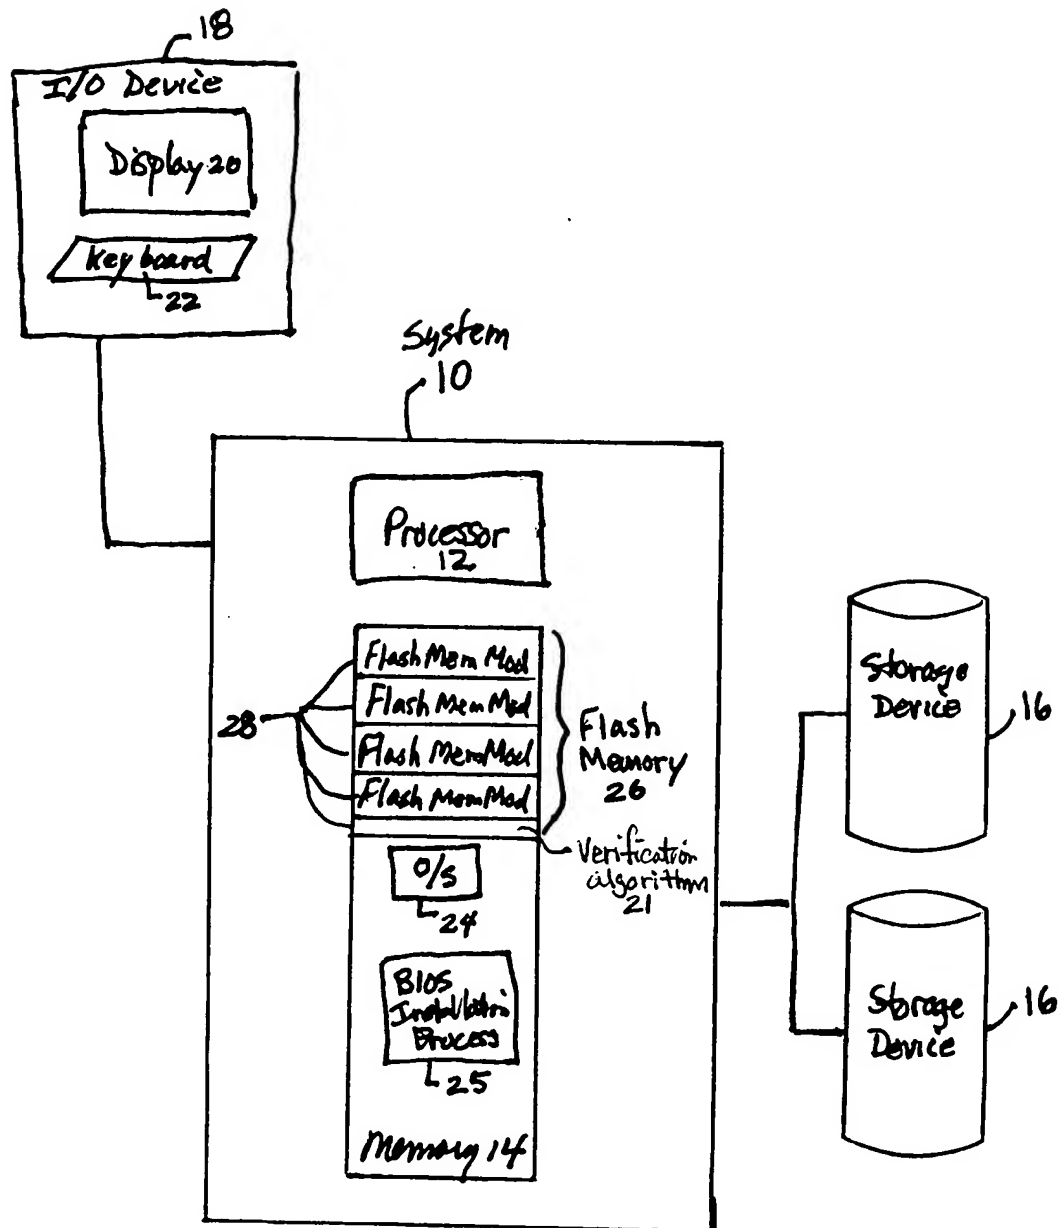 18
I/O Device
Display 20
Keyboard
22
System
10
Processor
12
Flash Mem Mod
Flash Mem Mod
Flash Mem Mod
Flash Mem Mod
28
Flash
Memory
26
Verification
algorithm
21
O/S
24
BIOS
Installation
Process
25
Memory 14
Storage
Device
16
Storage
Device
16